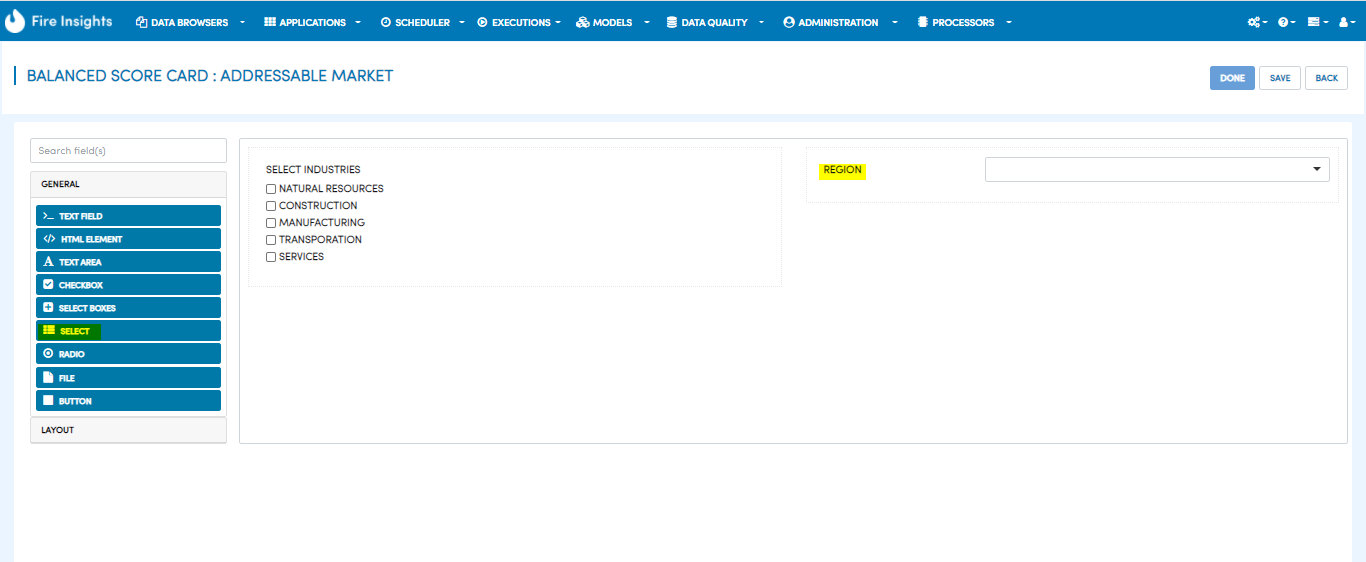 Fire Insights DATA BROWSERS APPLICATIONS SCHEDULER EXECUTIONS MODELS DATA QUALITY ADMINISTRATION PROCESSORS
BALANCED SCORE CARD : ADDRESSABLE MARKET
DONE SAVE BACK
Search field(s)
GENERAL
TEXT FIELD
HTML ELEMENT
TEXT AREA
CHECKBOX
SELECT BOXES
SELECT
RADIO
FILE
BUTTON
LAYOUT
SELECT INDUSTRIES
NATURAL RESOURCES
CONSTRUCTION
MANUFACTURING
TRANSPORATION
SERVICES
REGION